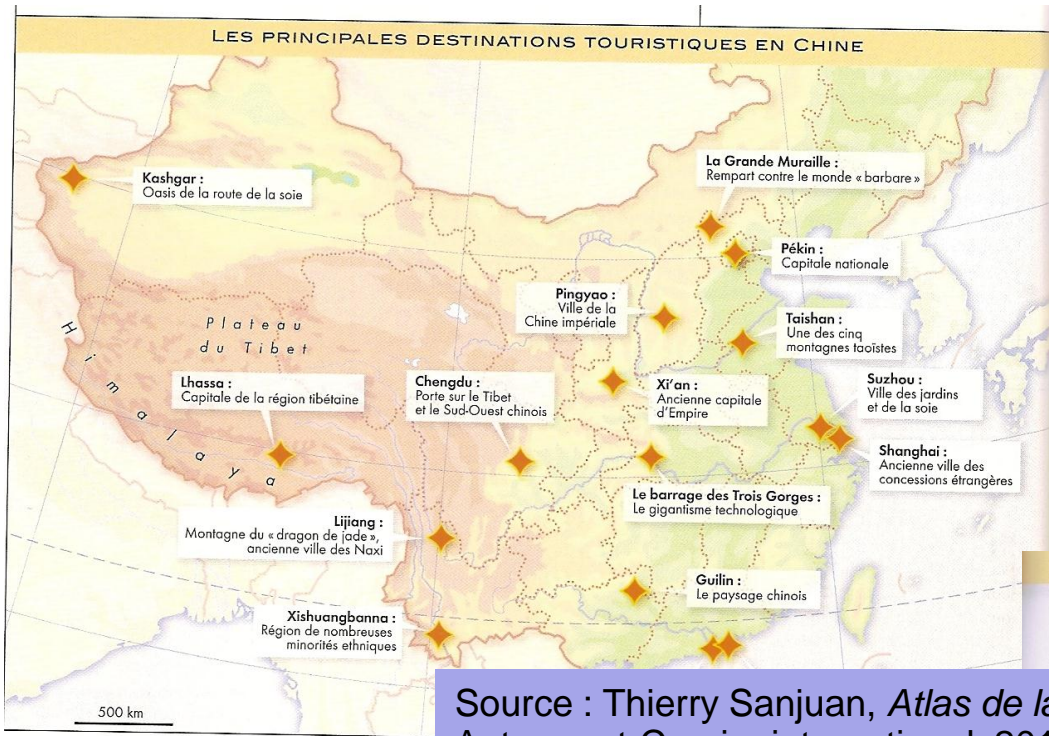 LES PRINCIPALES DESTINATIONS TOURISTIQUES EN CHINE
Kashgar :
Oasis de la route de la soie
La Grande Muraille :
Rempart contre le monde « barbare »
Pékin :
Capitale nationale
Pingyao :
Ville de la
Chine impériale
Taishan :
Une des cinq
montagnes taoïstes
Plateau
du Tibet
Himalaya
Lhassa :
Capitale de la région tibétaine
Chengdu :
Porte sur le Tibet
et le Sud-Ouest chinois
Xi'an :
Ancienne capitale
d'Empire
Suzhou :
Ville des jardins
et de la soie
Shanghai :
Ancienne ville des
concessions étrangères
Le barrage des Trois Gorges :
Le gigantisme technologique
Lijiang :
Montagne du « dragon de jade »,
ancienne ville des Naxi
Guilin :
Le paysage chinois
Xishuangbanna :
Région de nombreuses
minorités ethniques
500 km
Source : Thierry Sanjuan, Atlas de